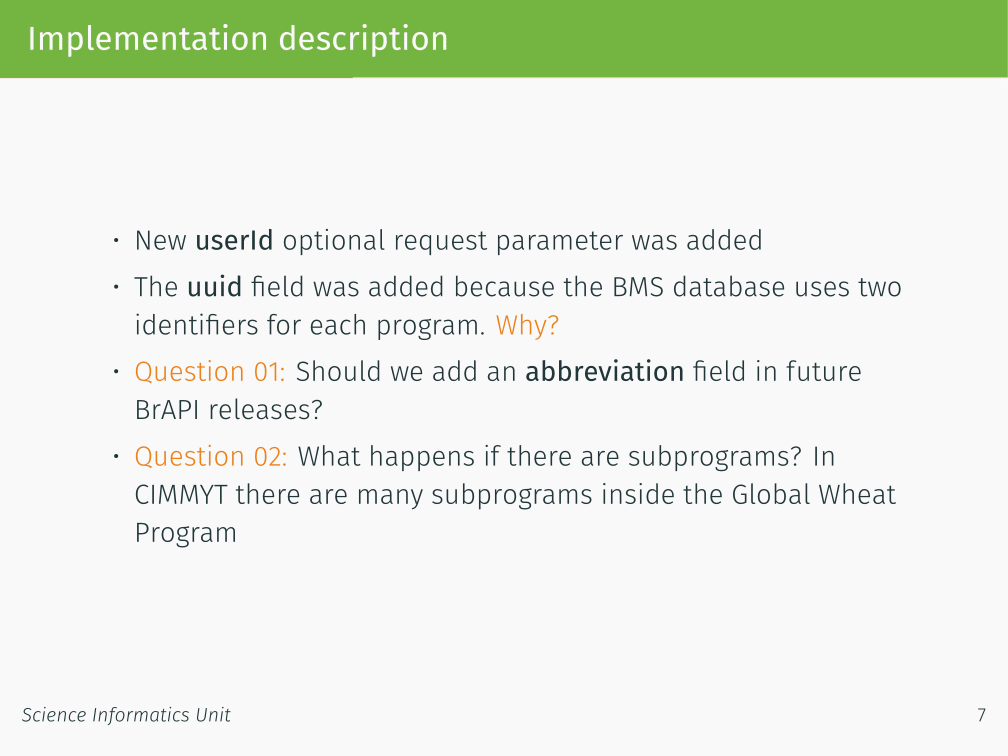 Implementation description
• New userId optional request parameter was added
• The uuid field was added because the BMS database uses two
identifiers for each program. Why?
• Question 01: Should we add an abbreviation field in future
BrAPI releases?
• Question 02: What happens if there are subprograms? In
CIMMYT there are many subprograms inside the Global Wheat
Program
Science Informatics Unit
7